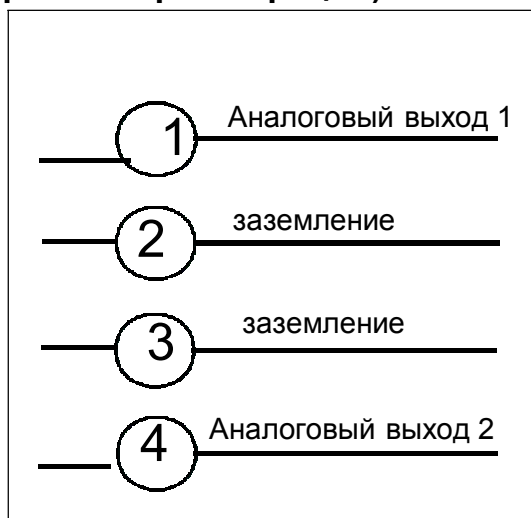 1 Аналоговый выход 1
2 заземление
3 заземление
4 Аналоговый выход 2